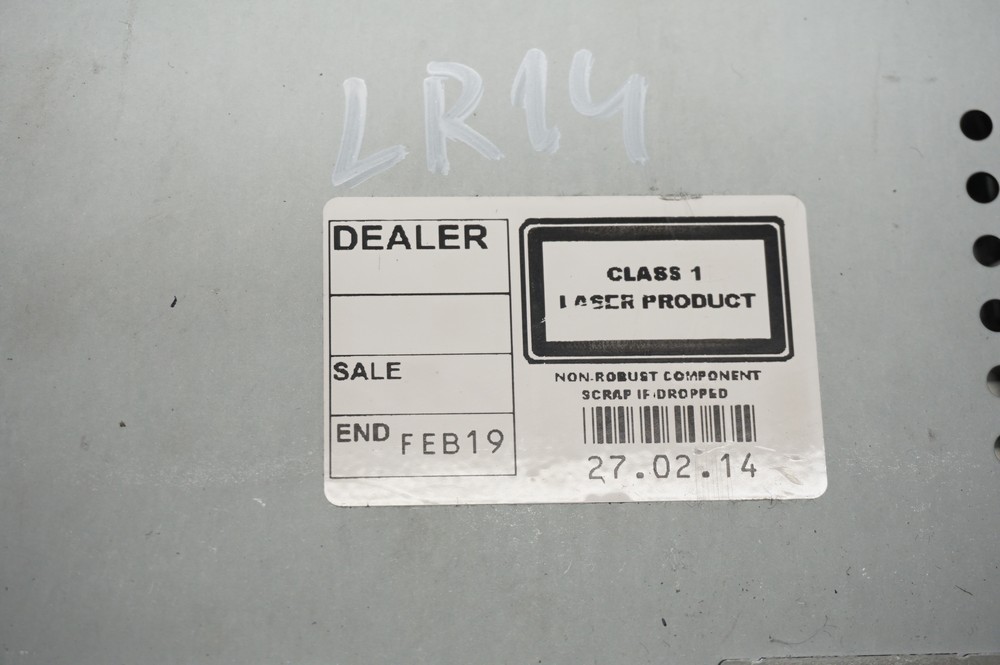 LR14
DEALER
SALE
END FEB19
CLASS 1
LASER PRODUCT
NON-ROBUST COMPONENT
SCRAP IF DROPPED
27.02.14